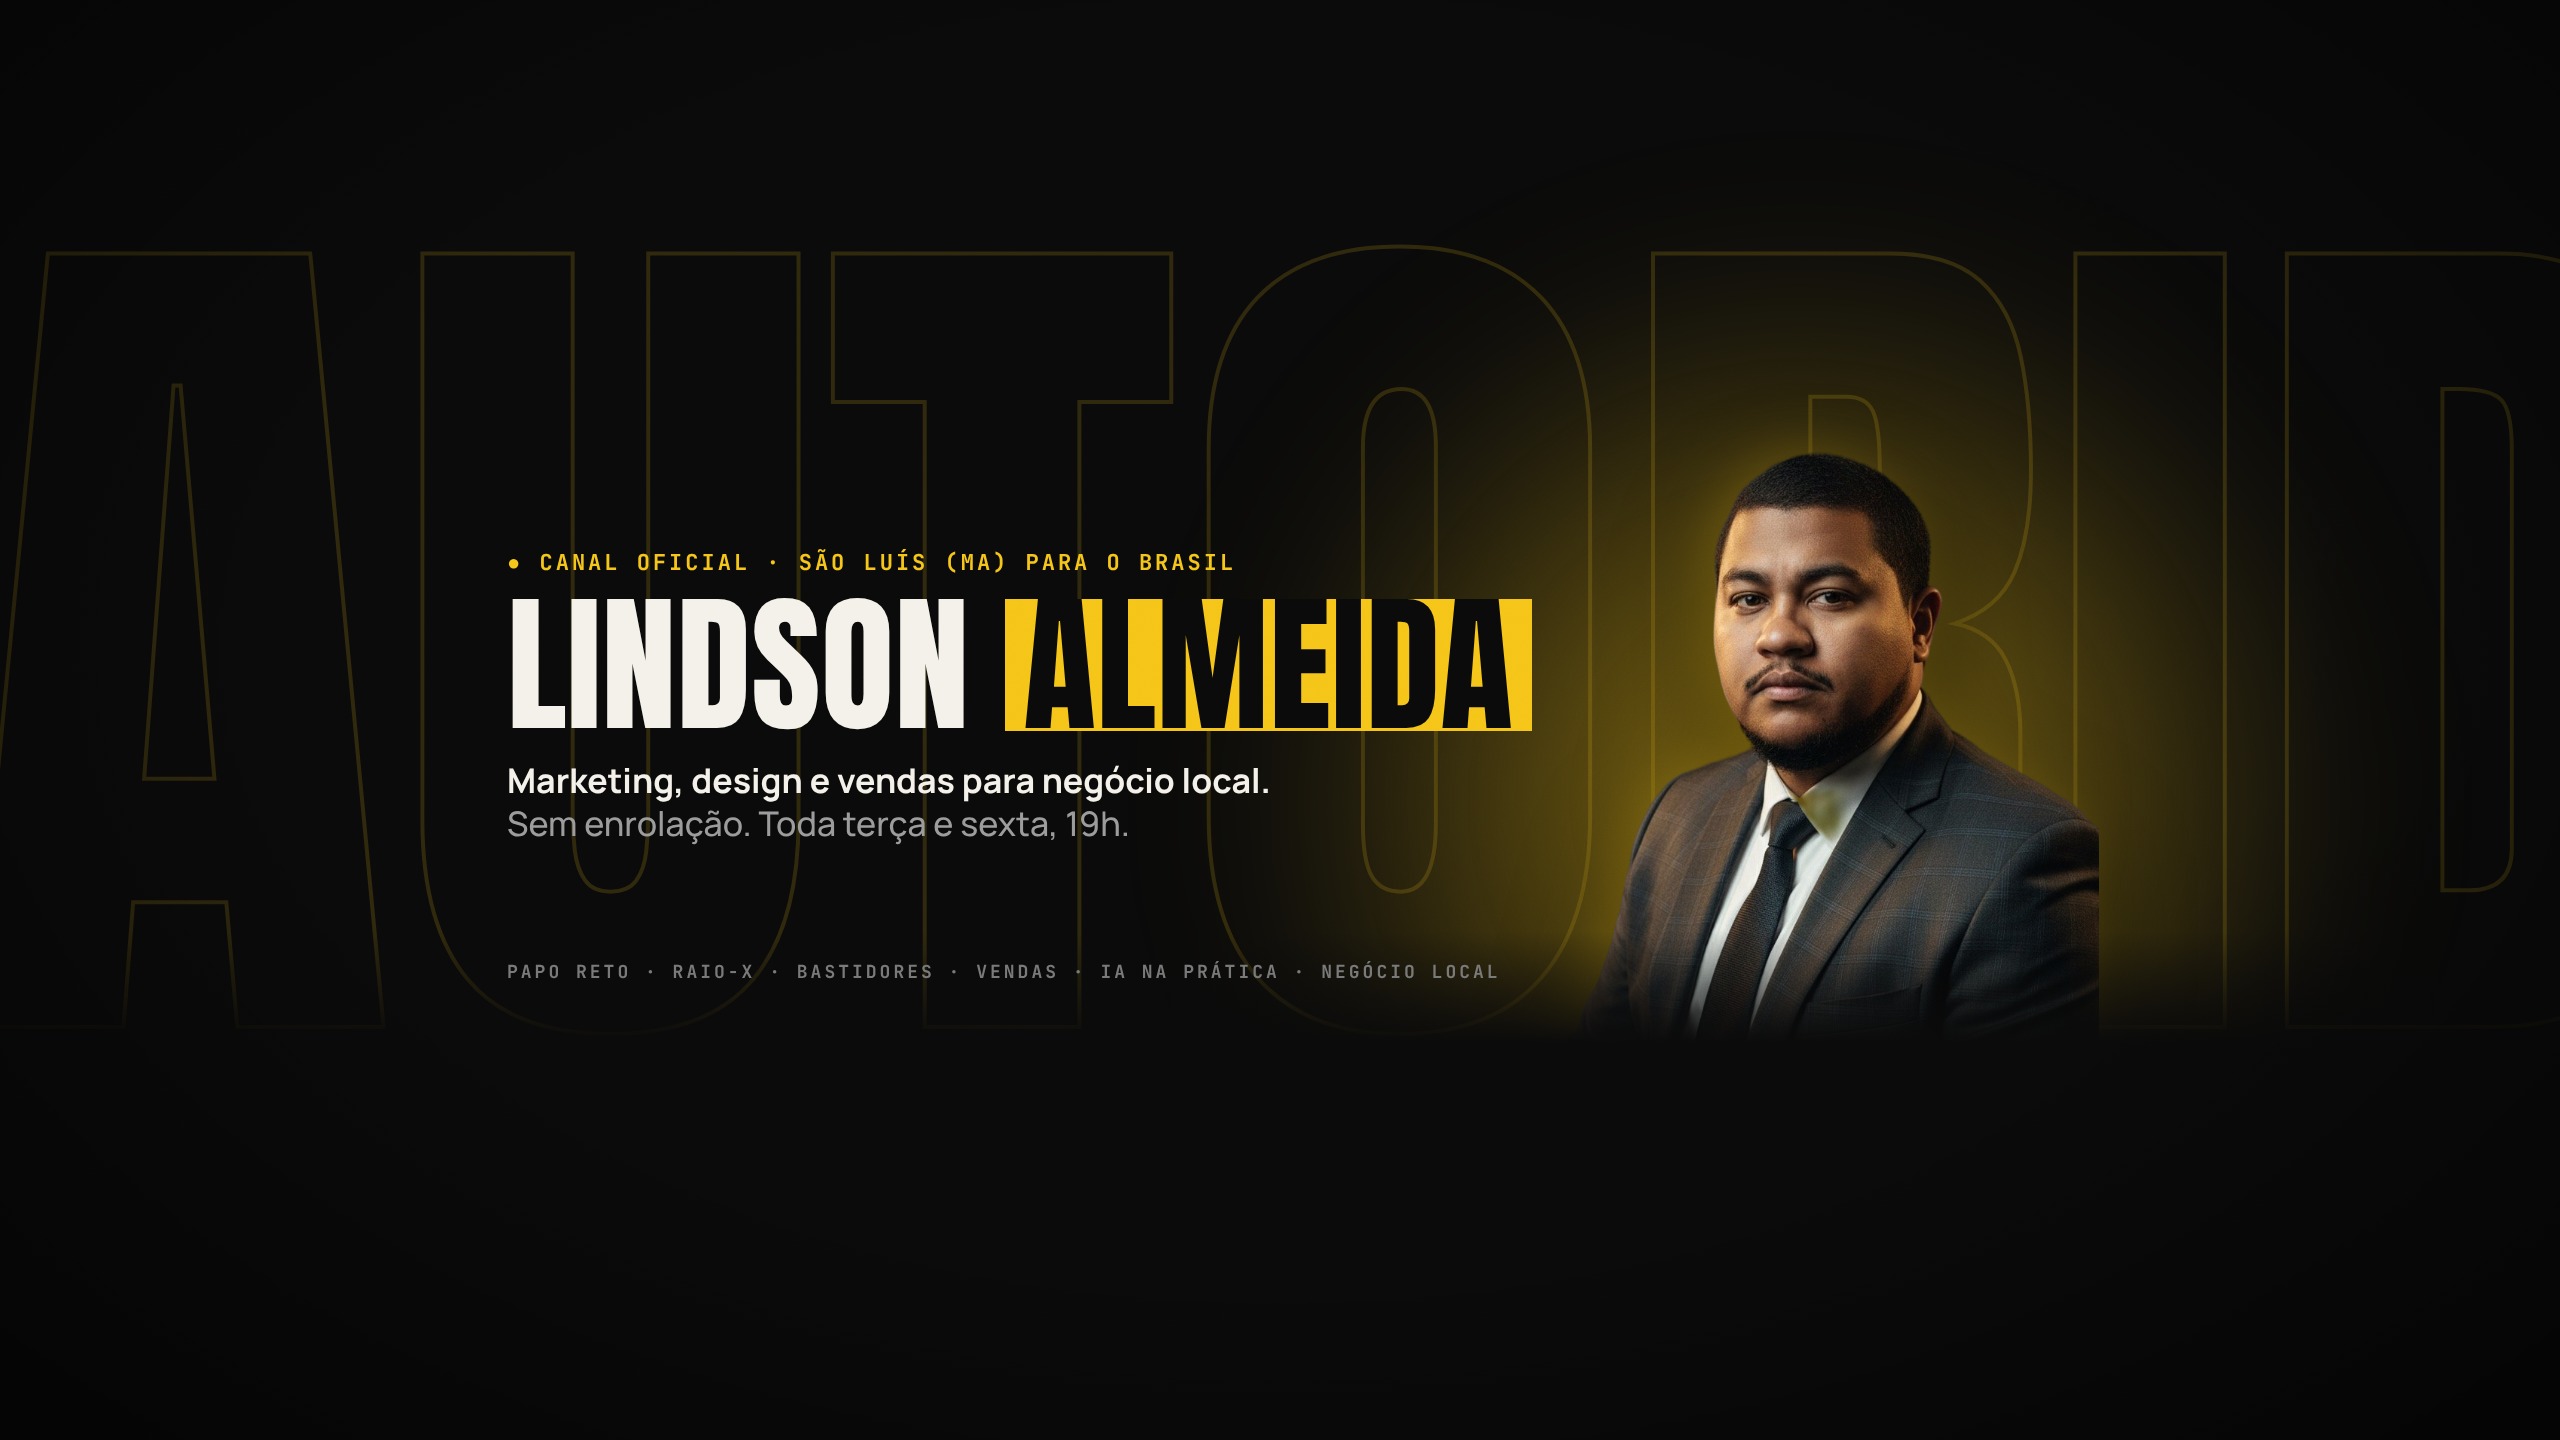 AUTORID
• CANAL OFICIAL · SÃO LUÍS (MA) PARA O BRASIL
LINDSON ALMEIDA
Marketing, design e vendas para negócio local.
Sem enrolação. Toda terça e sexta, 19h.
PAPO RETO · RAIO-X · BASTIDORES · VENDAS · IA NA PRÁTICA · NEGÓCIO LOCAL